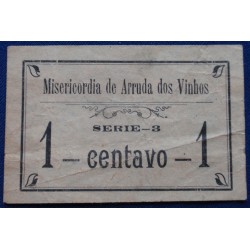 Misericordia de Arruda dos Vinhos
SERIE-3
1 - centavo - 1